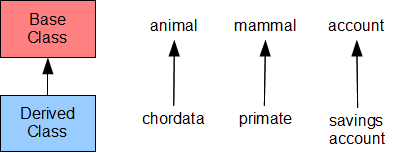 Base
Class
animal
mammal
account
Derived
Class
chordata
primate
savings
account